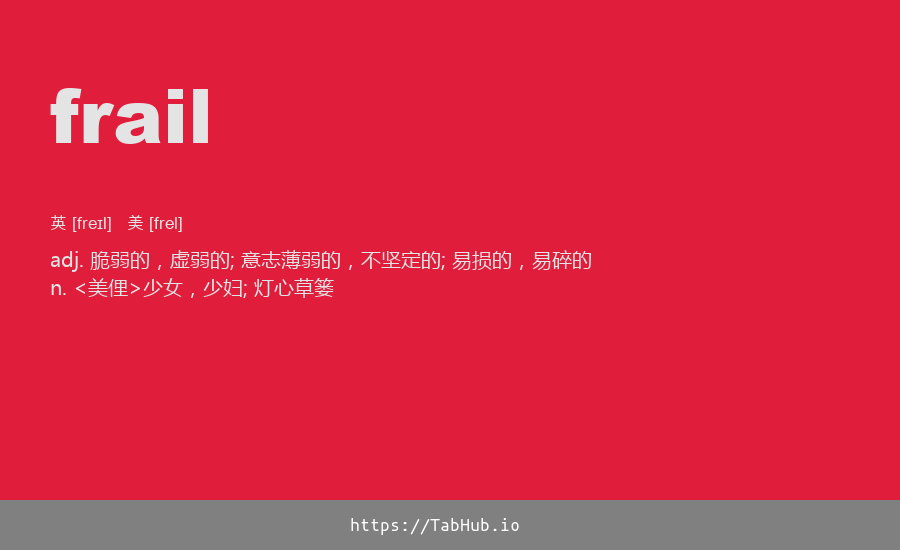 frail
英 [freɪl] 美 [frel]
adj. 脆弱的，虚弱的; 意志薄弱的，不坚定的; 易损的，易碎的
n. <美俚>少女，少妇; 灯心草篓
https://TabHub.io